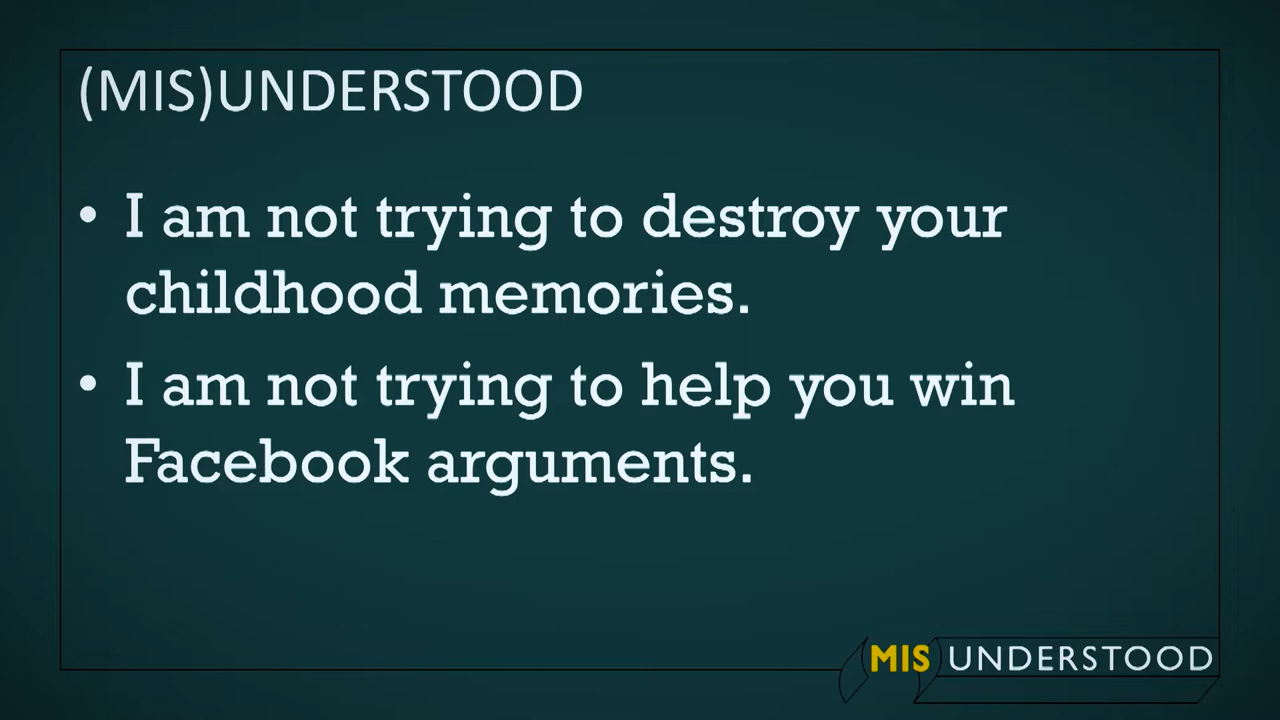 (MIS)UNDERSTOOD
• I am not trying to destroy your
childhood memories.
• I am not trying to help you win
Facebook arguments.
(MIS)UNDERSTOOD